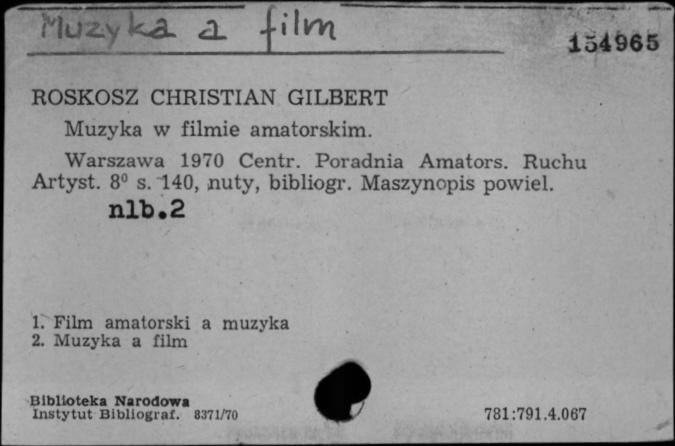 Muzyka a film
154965
ROSKOSZ CHRISTIAN GILBERT
Muzyka w filmie amatorskim.
Warszawa 1970 Centr. Poradnia Amators. Ruchu
Artyst. 8⁰ s. 140, nuty, bibliogr. Maszynopis powiel.
nlb.2
1. Film amatorski a muzyka
2. Muzyka a film
Biblioteka Narodowa
Instytut Bibliograf. 8371/70
781:791.4.067